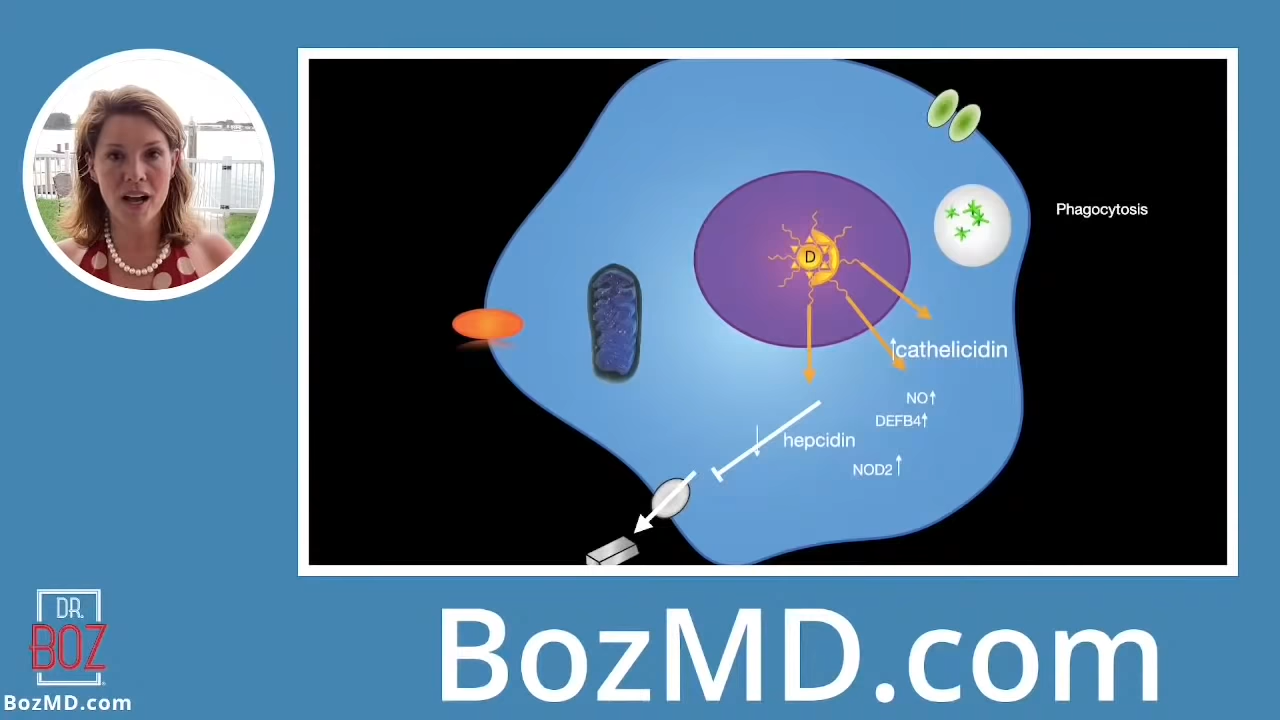 Phagocytosis
D
cathelicidin
NO
DEFB4
hepcidin
NOD2
DR.
BOZ
BozMD.com
BozMD.com